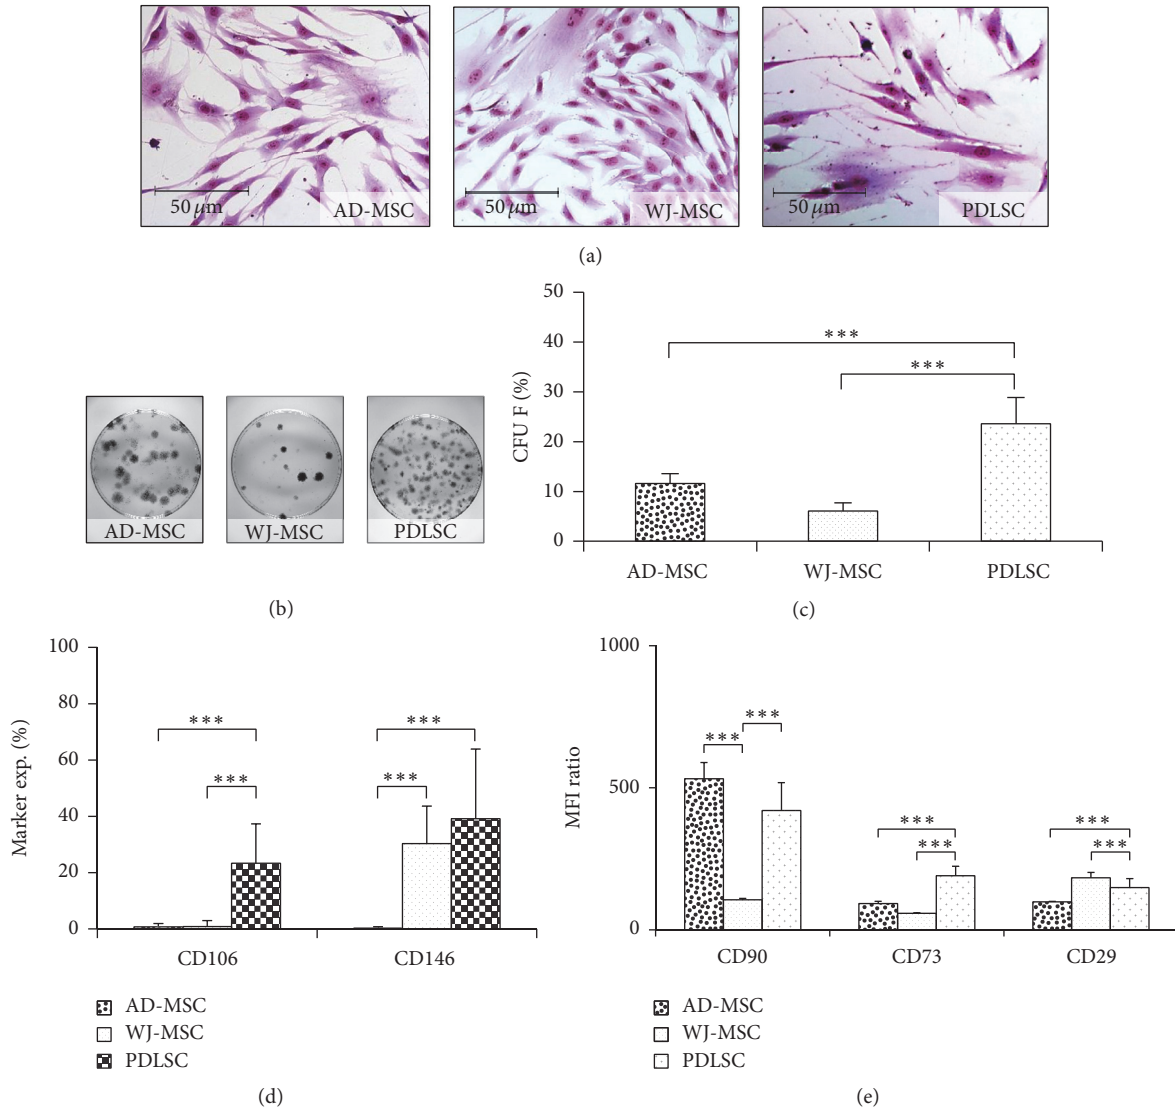 50 μm
AD-MSC
50 μm
WJ-MSC
50 μm
PDLSC
(a)
AD-MSC
WJ-MSC
PDLSC
(b)
50
40
30
20
10
0
CFU F (%)
***
***
AD-MSC
WJ-MSC
PDLSC
(c)
100
80
60
40
20
0
Marker exp. (%)
***
***
***
***
CD106
CD146
AD-MSC
WJ-MSC
PDLSC
(d)
1000
500
0
MFI ratio
***
***
***
***
***
***
CD90
CD73
CD29
AD-MSC
WJ-MSC
PDLSC
(e)